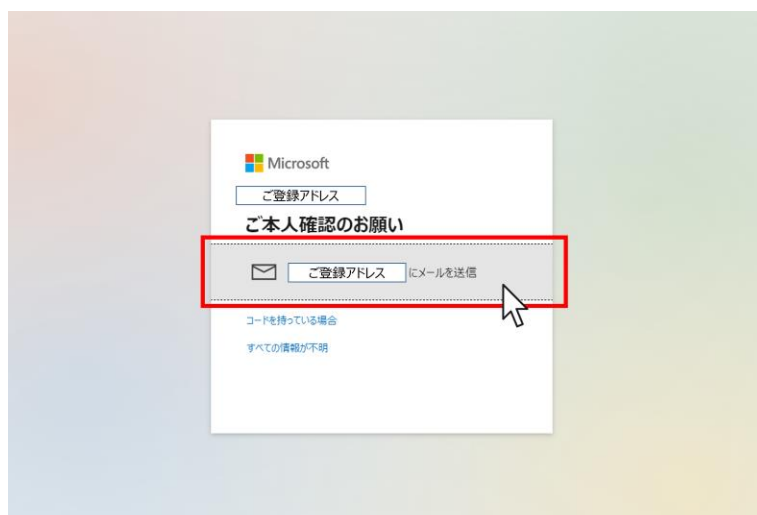 Microsoft
ご登録アドレス
ご本人確認のお願い
ご登録アドレス にメールを送信
コードを持っている場合
すべての情報が不明